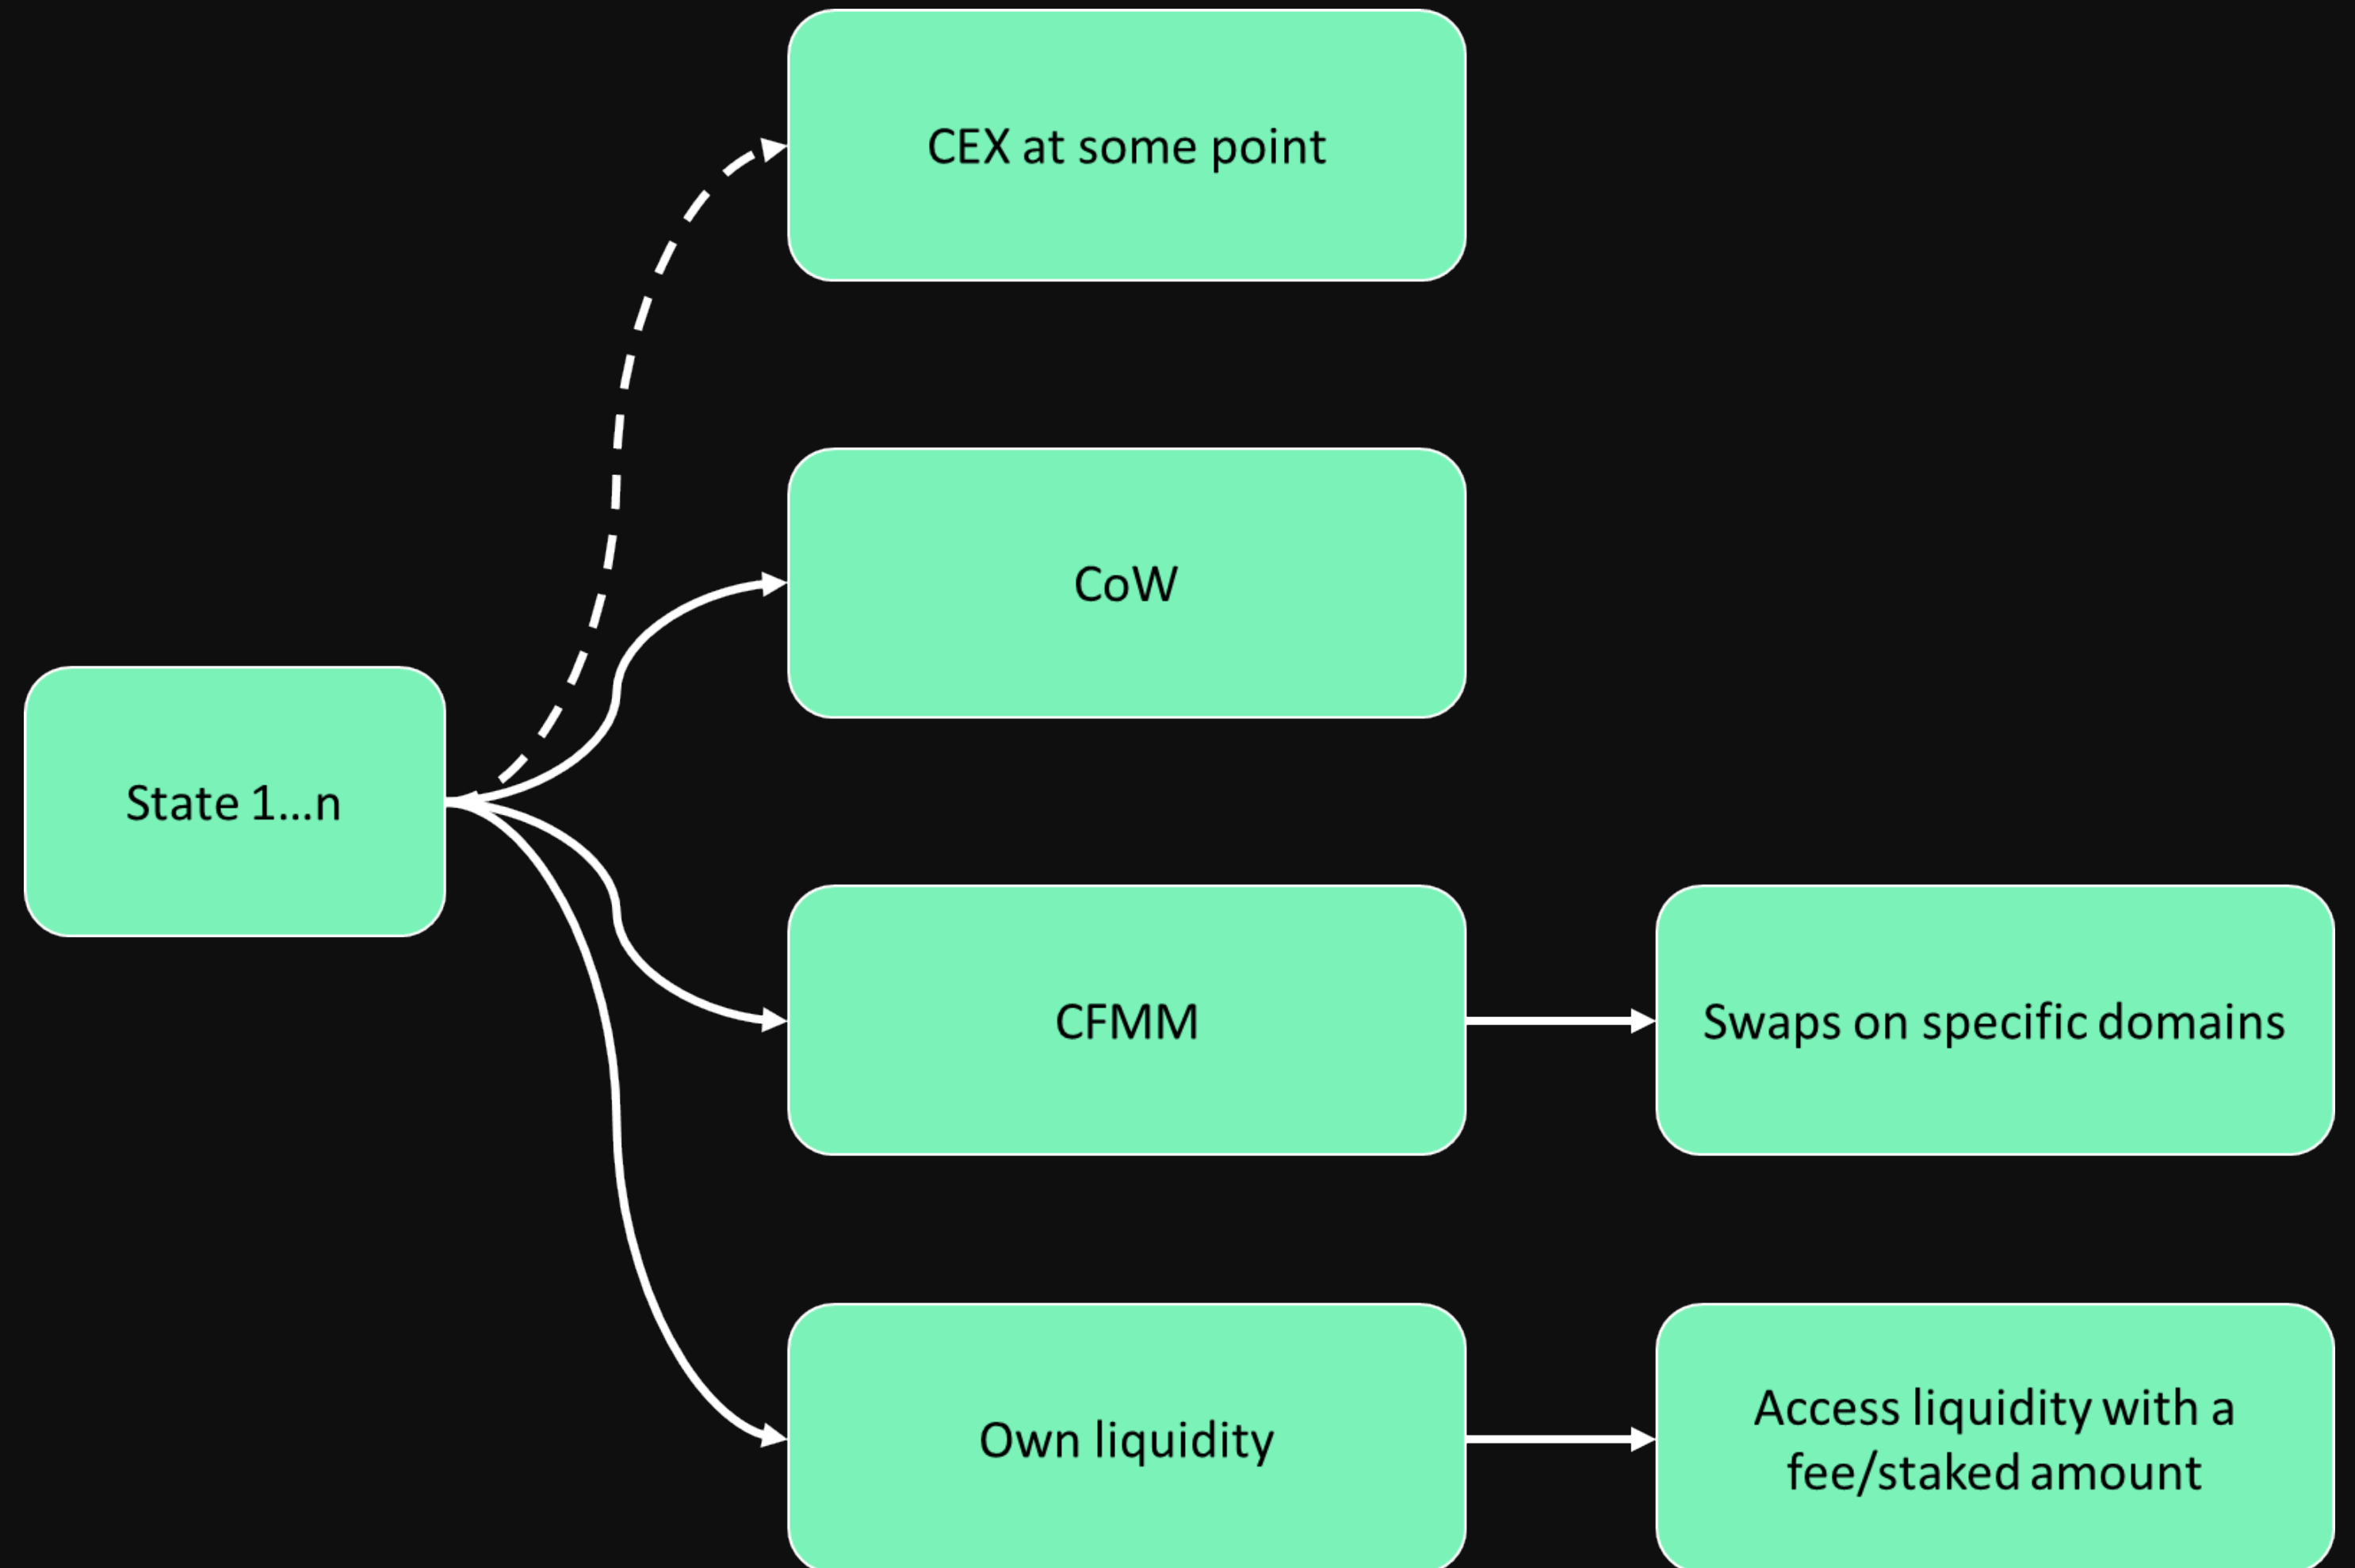 CEX at some point
CoW
State 1...n
CFMM
Swaps on specific domains
Own liquidity
Access liquidity with a
fee/staked amount